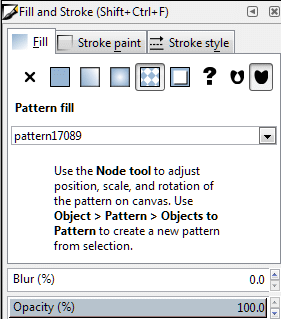 Fill and Stroke (Shift+Ctrl+F)
Fill Stroke paint Stroke style
?
Pattern fill
pattern17089
Use the Node tool to adjust
position, scale, and rotation of
the pattern on canvas. Use
Object > Pattern > Objects to
Pattern to create a new pattern
from selection.
Blur (%) 0.0
Opacity (%) 100.0